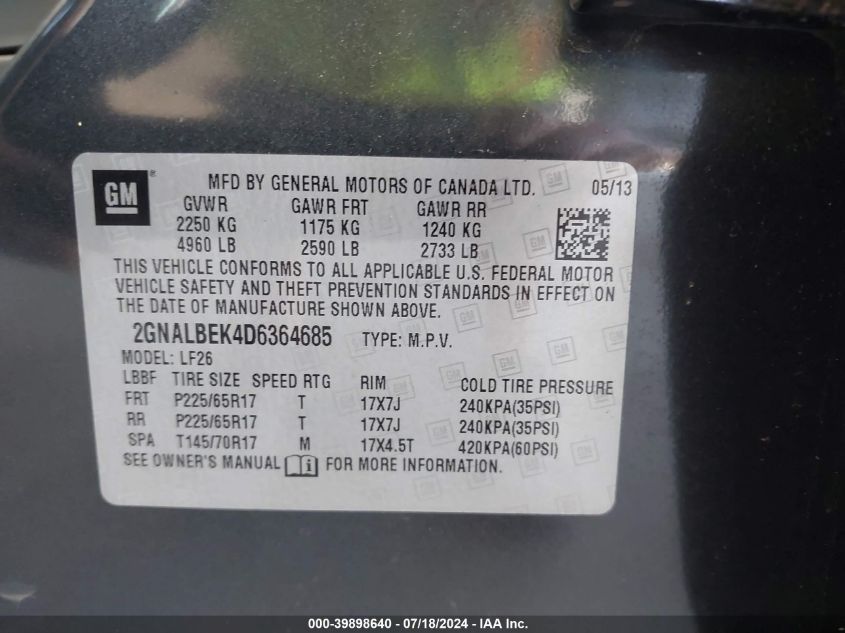 GM ®
MFD BY GENERAL MOTORS OF CANADA LTD. 05/13
GVWR GAWR FRT GAWR RR
2250 KG 1175 KG 1240 KG
4960 LB 2590 LB 2733 LB
THIS VEHICLE CONFORMS TO ALL APPLICABLE U.S. FEDERAL MOTOR
VEHICLE SAFETY AND THEFT PREVENTION STANDARDS IN EFFECT ON
THE DATE OF MANUFACTURE SHOWN ABOVE.
2GNALBEK4D6364685 TYPE: M.P.V.
MODEL: LF26
LBBF TIRE SIZE SPEED RTG RIM COLD TIRE PRESSURE
FRT P225/65R17 T 17X7J 240KPA(35PSI)
RR P225/65R17 T 17X7J 240KPA(35PSI)
SPA T145/70R17 M 17X4.5T 420KPA(60PSI)
SEE OWNER'S MANUAL i FOR MORE INFORMATION.
000-39898640 - 07/18/2024 - IAA Inc.